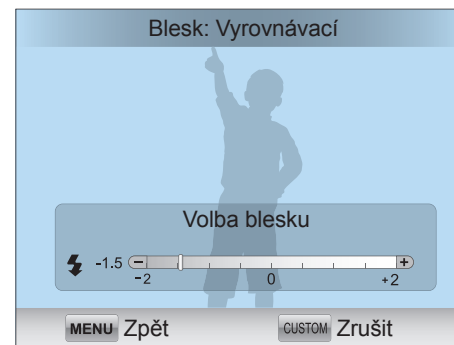 Blesk: Vyrovnávací
Volba blesku
-1.5 − +
-2 0 +2
MENU Zpět CUSTOM Zrušit